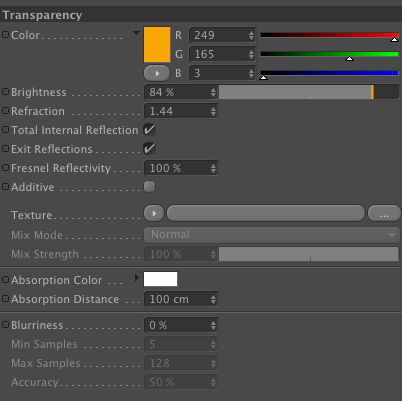 Transparency
Color R 249
G 165
B 3
Brightness 84 %
Refraction 1.44
Total Internal Reflection
Exit Reflections
Fresnel Reflectivity 100 %
Additive
Texture ...
Mix Mode Normal
Mix Strength 100 %
Absorption Color
Absorption Distance 100 cm
Blurriness 0 %
Min Samples 5
Max Samples 128
Accuracy 50 %